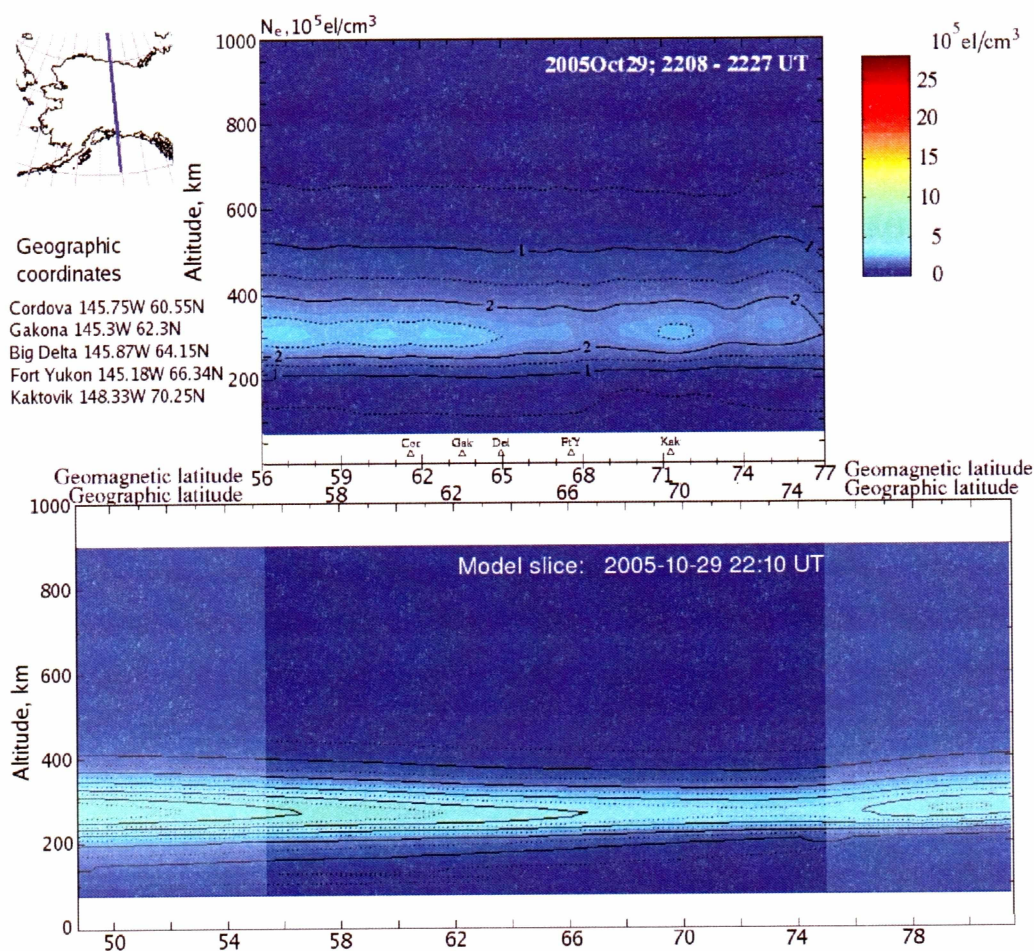 N_e, 10^5 el/cm^3
10^5 el/cm^3
2005Oct29; 2208 - 2227 UT
1000
800
600
400
200
Altitude, km
25
20
15
10
5
0
Geographic
coordinates
Cordova 145.75W 60.55N
Gakona 145.3W 62.3N
Big Delta 145.87W 64.15N
Fort Yukon 145.18W 66.34N
Kaktovik 148.33W 70.25N
1
1
2
2
2
2
1
1
Cor Gak Del FtY Kak
Geomagnetic latitude 56 59 62 65 68 71 74 77 Geomagnetic latitude
Geographic latitude 58 62 66 70 74 Geographic latitude
1000
Model slice: 2005-10-29 22:10 UT
800
600
400
200
0
Altitude, km
50 54 58 62 66 70 74 78